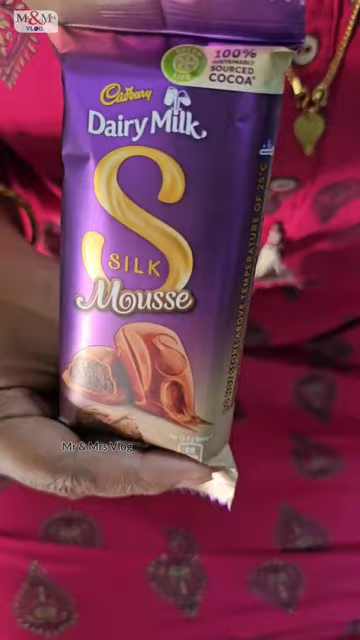 M&M
VLOG
100%
SUSTAINABLY
SOURCED
COCOA*
Cadbury
Dairy Milk
S
SILK
Mousse
Mr & Mrs Vlog